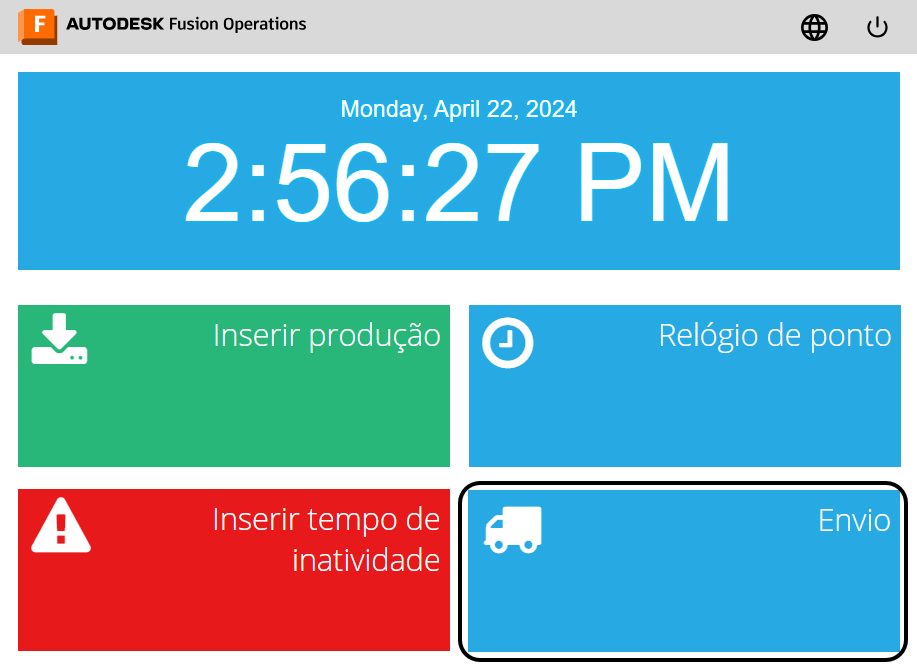 F AUTODESK Fusion Operations
Monday, April 22, 2024
2:56:27 PM
Inserir produção
Relógio de ponto
Inserir tempo de
inatividade
Envio